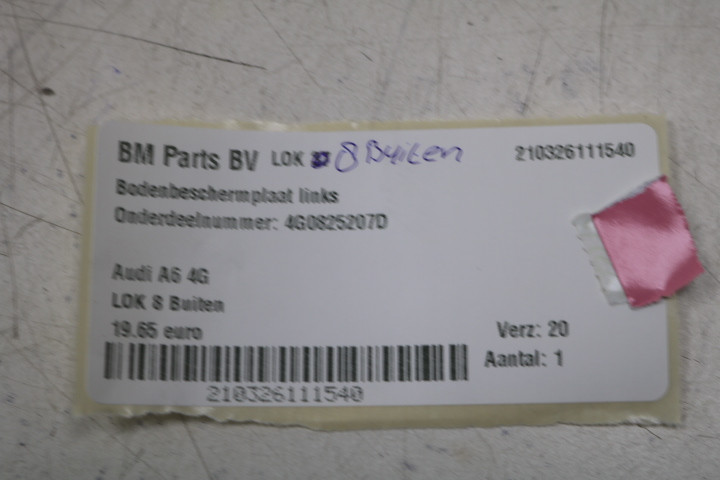 BM Parts BV LOK 8 Buiten 210326111540
Bodenbeschermplaat links
Onderdeelnummer: 4G0825207D
Audi A6 4G
LOK 8 Buiten
19.65 euro Verz: 20
Aantal: 1
210326111540